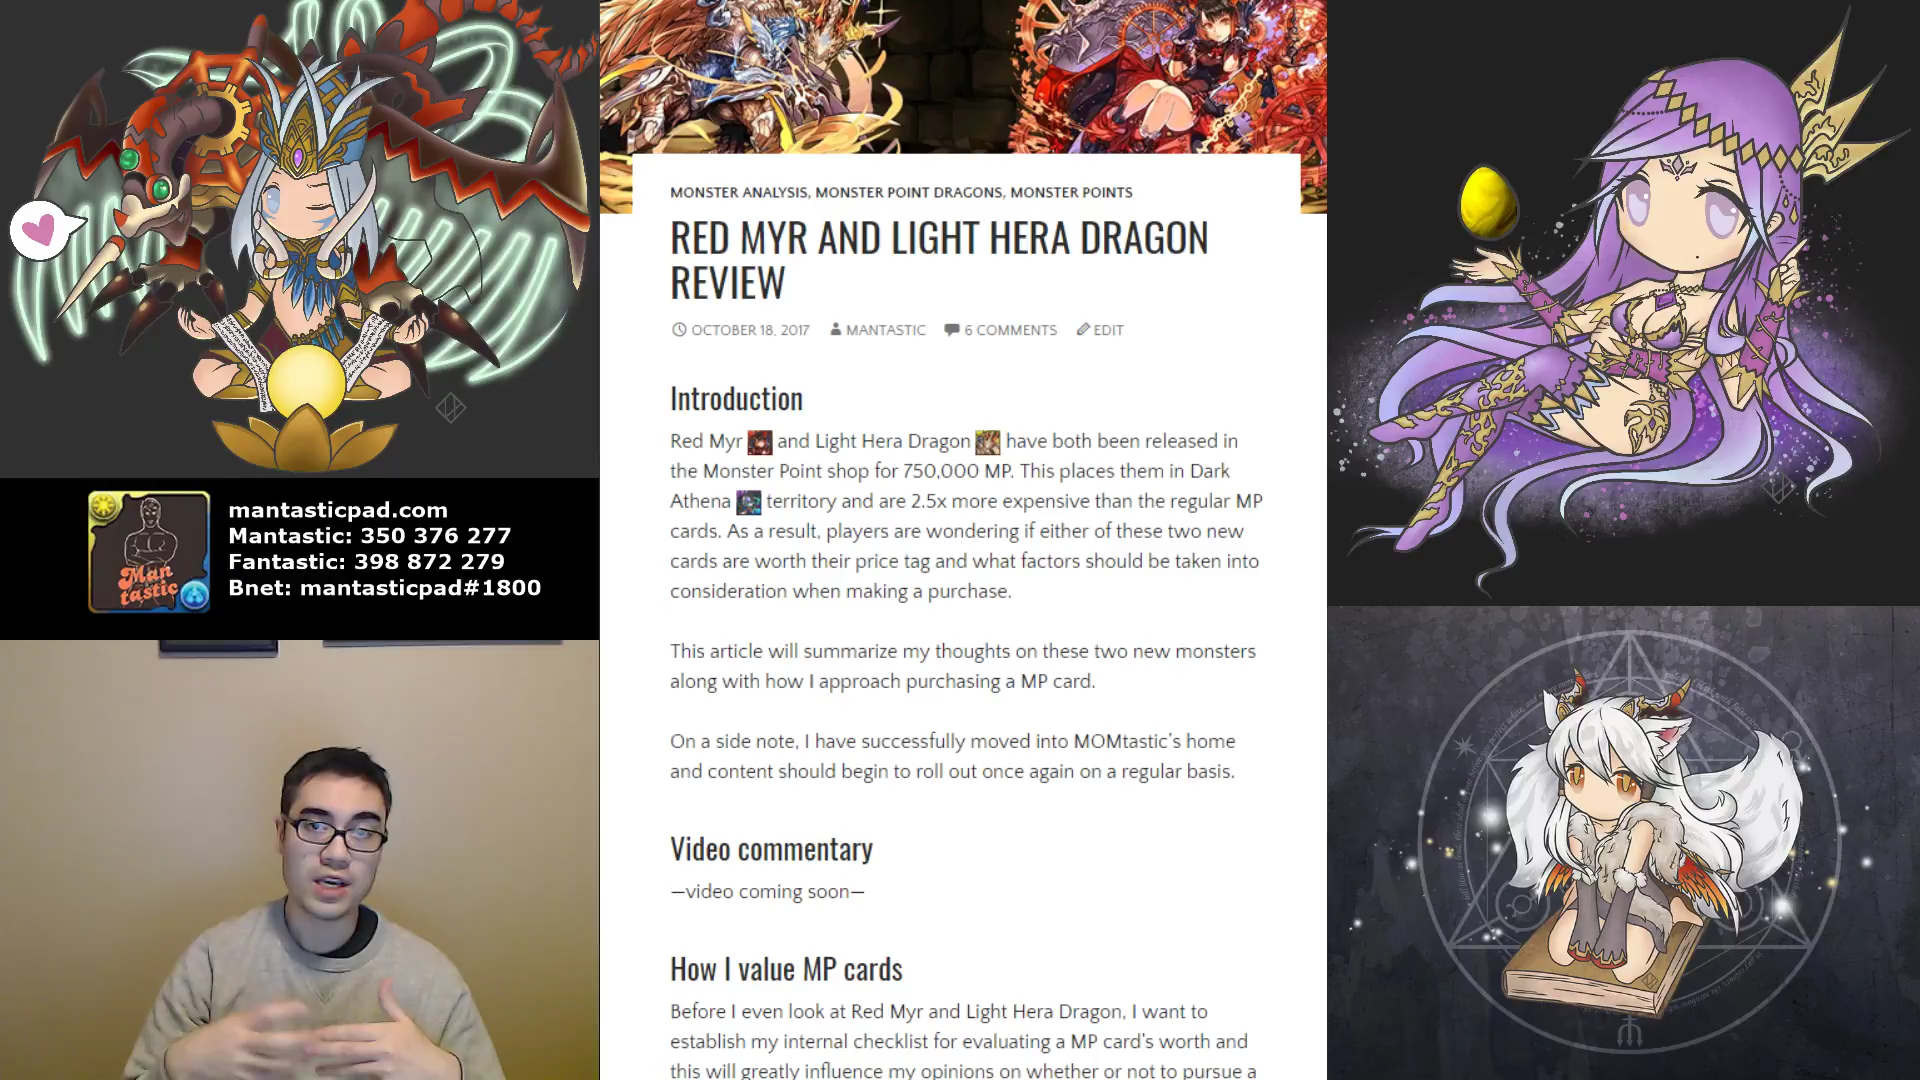 mantasticpad.com
Mantastic: 350 376 277
Fantastic: 398 872 279
Bnet: mantasticpad#1800
Man
tastic
MONSTER ANALYSIS, MONSTER POINT DRAGONS, MONSTER POINTS
RED MYR AND LIGHT HERA DRAGON
REVIEW
OCTOBER 18, 2017 MANTASTIC 6 COMMENTS EDIT
Introduction
Red Myr and Light Hera Dragon have both been released in
the Monster Point shop for 750,000 MP. This places them in Dark
Athena territory and are 2.5x more expensive than the regular MP
cards. As a result, players are wondering if either of these two new
cards are worth their price tag and what factors should be taken into
consideration when making a purchase.
This article will summarize my thoughts on these two new monsters
along with how I approach purchasing a MP card.
On a side note, I have successfully moved into MOMtastic's home
and content should begin to roll out once again on a regular basis.
Video commentary
—video coming soon—
How I value MP cards
Before I even look at Red Myr and Light Hera Dragon, I want to
establish my internal checklist for evaluating a MP card's worth and
this will greatly influence my opinions on whether or not to pursue a